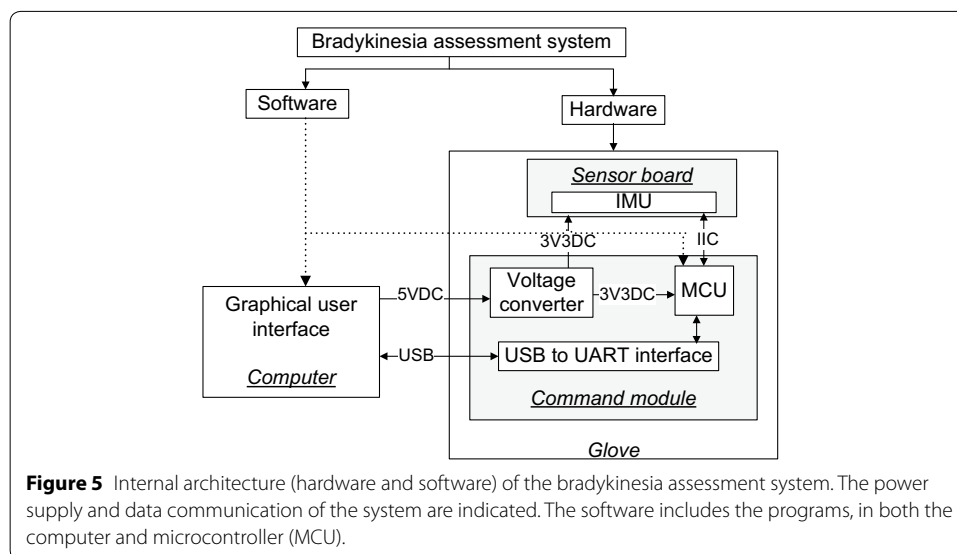 Bradykinesia assessment system
Software
Hardware
Sensor board
IMU
3V3DC
IIC
Graphical user
interface
Computer
5VDC
Voltage
converter
3V3DC
MCU
USB
USB to UART interface
Command module
Glove
Figure 5 Internal architecture (hardware and software) of the bradykinesia assessment system. The power
supply and data communication of the system are indicated. The software includes the programs, in both the
computer and microcontroller (MCU).